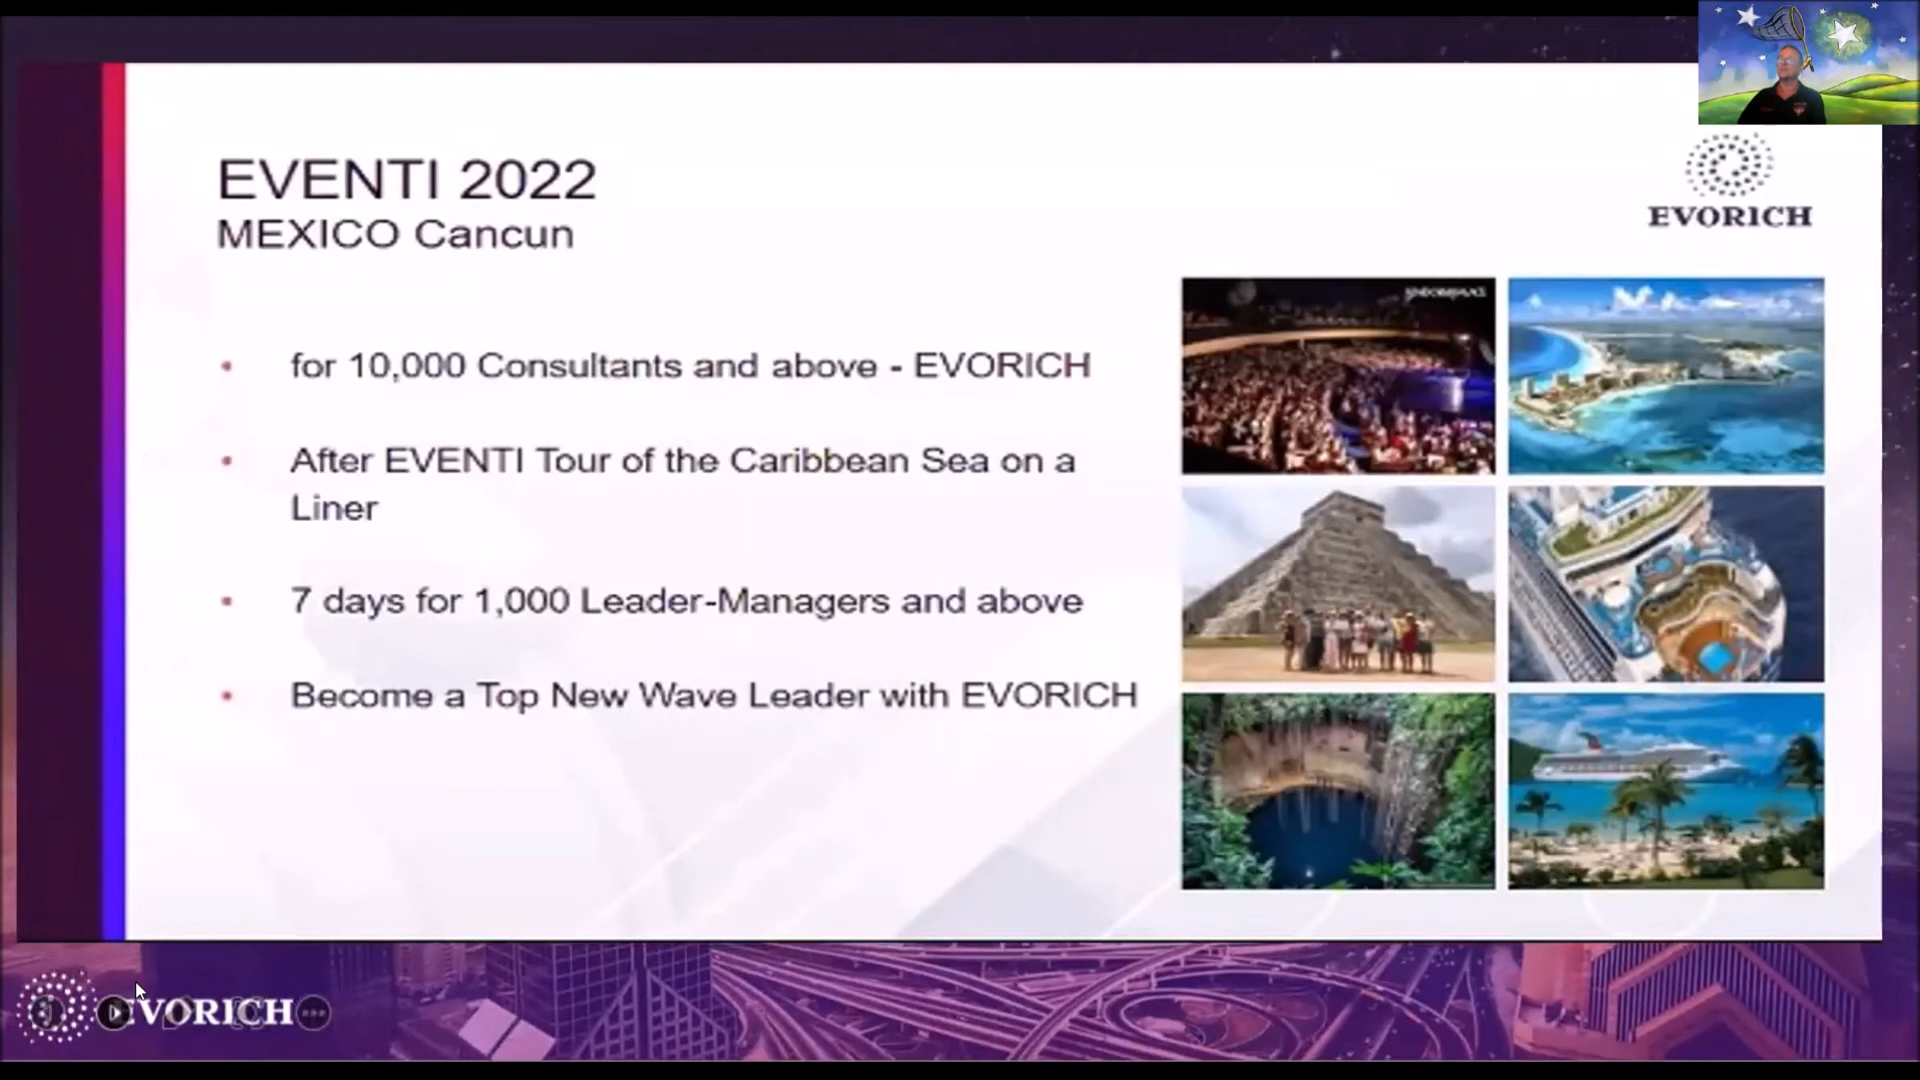 EVENTI 2022
MEXICO Cancun
EVORICH
for 10,000 Consultants and above - EVORICH
After EVENTI Tour of the Caribbean Sea on a
Liner
7 days for 1,000 Leader-Managers and above
Become a Top New Wave Leader with EVORICH
EVORICH